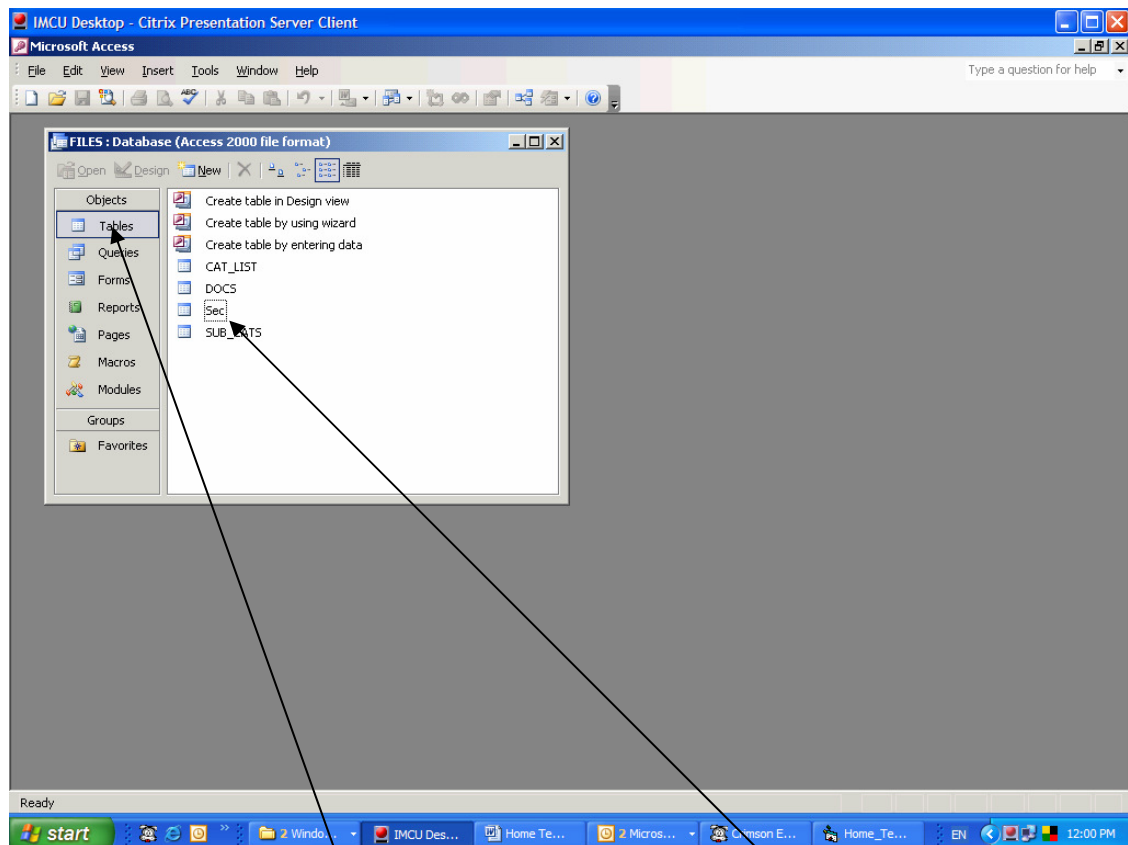 IMCU Desktop - Citrix Presentation Server Client
Microsoft Access
File Edit View Insert Tools Window Help Type a question for help
FILES : Database (Access 2000 file format)
Open Design New
Objects
Tables
Queries
Forms
Reports
Pages
Macros
Modules
Groups
Favorites
Create table in Design view
Create table by using wizard
Create table by entering data
CAT_LIST
DOCS
Sec
SUB_CATS
Ready
start 2 Windo... IMCU Des... Home Te... 2 Micros... Crimson E... Home_Te... EN 12:00 PM